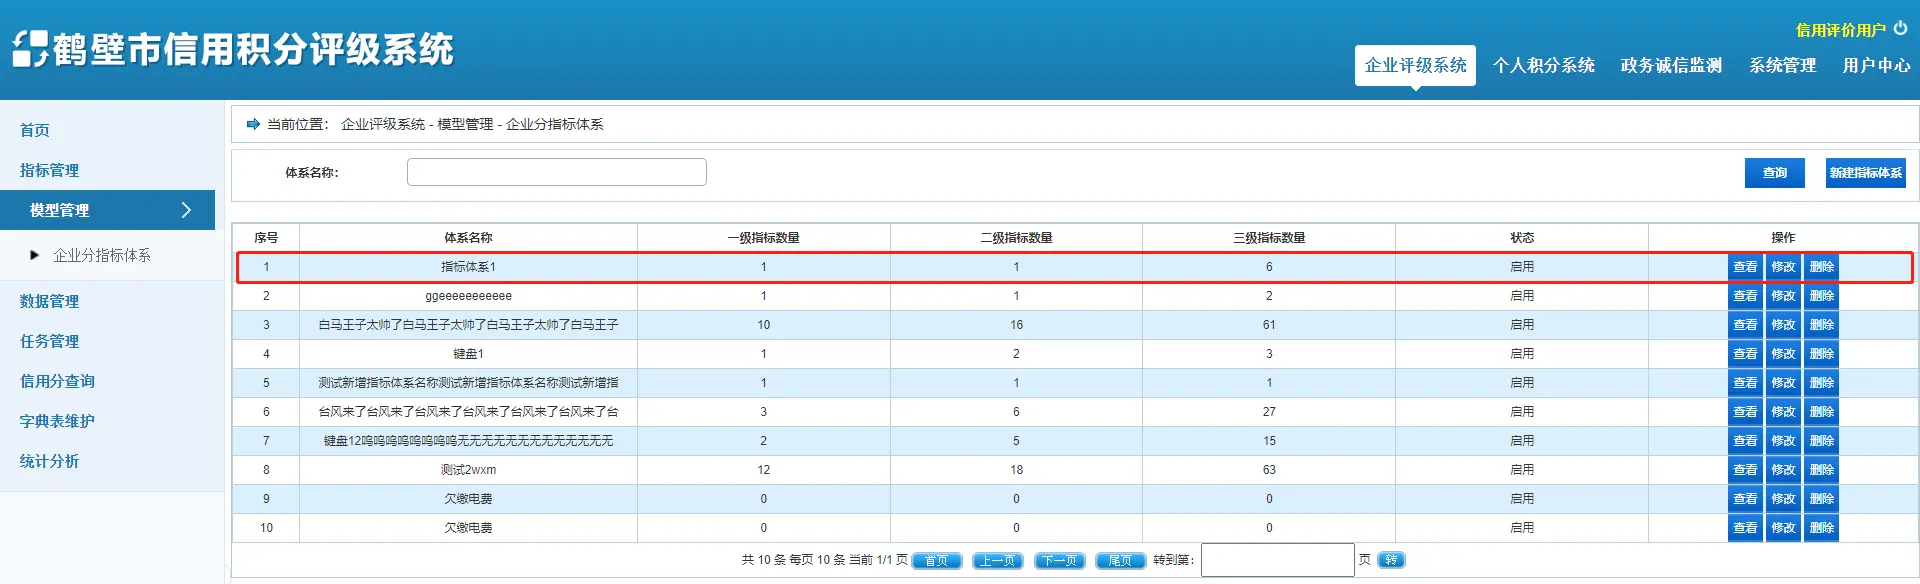 鹤壁市信用积分评级系统
信用评价用户
企业评级系统 个人积分系统 政务诚信监测 系统管理 用户中心
首页
指标管理
模型管理
企业分指标体系
数据管理
任务管理
信用分查询
字典表维护
统计分析
当前位置： 企业评级系统 - 模型管理 - 企业分指标体系
体系名称： 查询 新建指标体系
序号 体系名称 一级指标数量 二级指标数量 三级指标数量 状态 操作
1 指标体系1 1 1 6 启用 查看 修改 删除
2 ggeeeeeeeeeee 1 1 2 启用 查看 修改 删除
3 白马王子太帅了白马王子太帅了白马王子太帅了白马王子 10 16 61 启用 查看 修改 删除
4 键盘1 1 2 3 启用 查看 修改 删除
5 测试新增指标体系名称测试新增指标体系名称测试新增指 1 1 1 启用 查看 修改 删除
6 台风来了台风来了台风来了台风来了台风来了台风来了台 3 6 27 启用 查看 修改 删除
7 键盘12呜呜呜呜呜呜呜呜无无无无无无无无无无无无无 2 5 15 启用 查看 修改 删除
8 测试2wxm 12 18 63 启用 查看 修改 删除
9 欠缴电费 0 0 0 启用 查看 修改 删除
10 欠缴电费 0 0 0 启用 查看 修改 删除
共 10 条 每页 10 条 当前 1/1 页 首页 上一页 下一页 尾页 转到第： 页 转